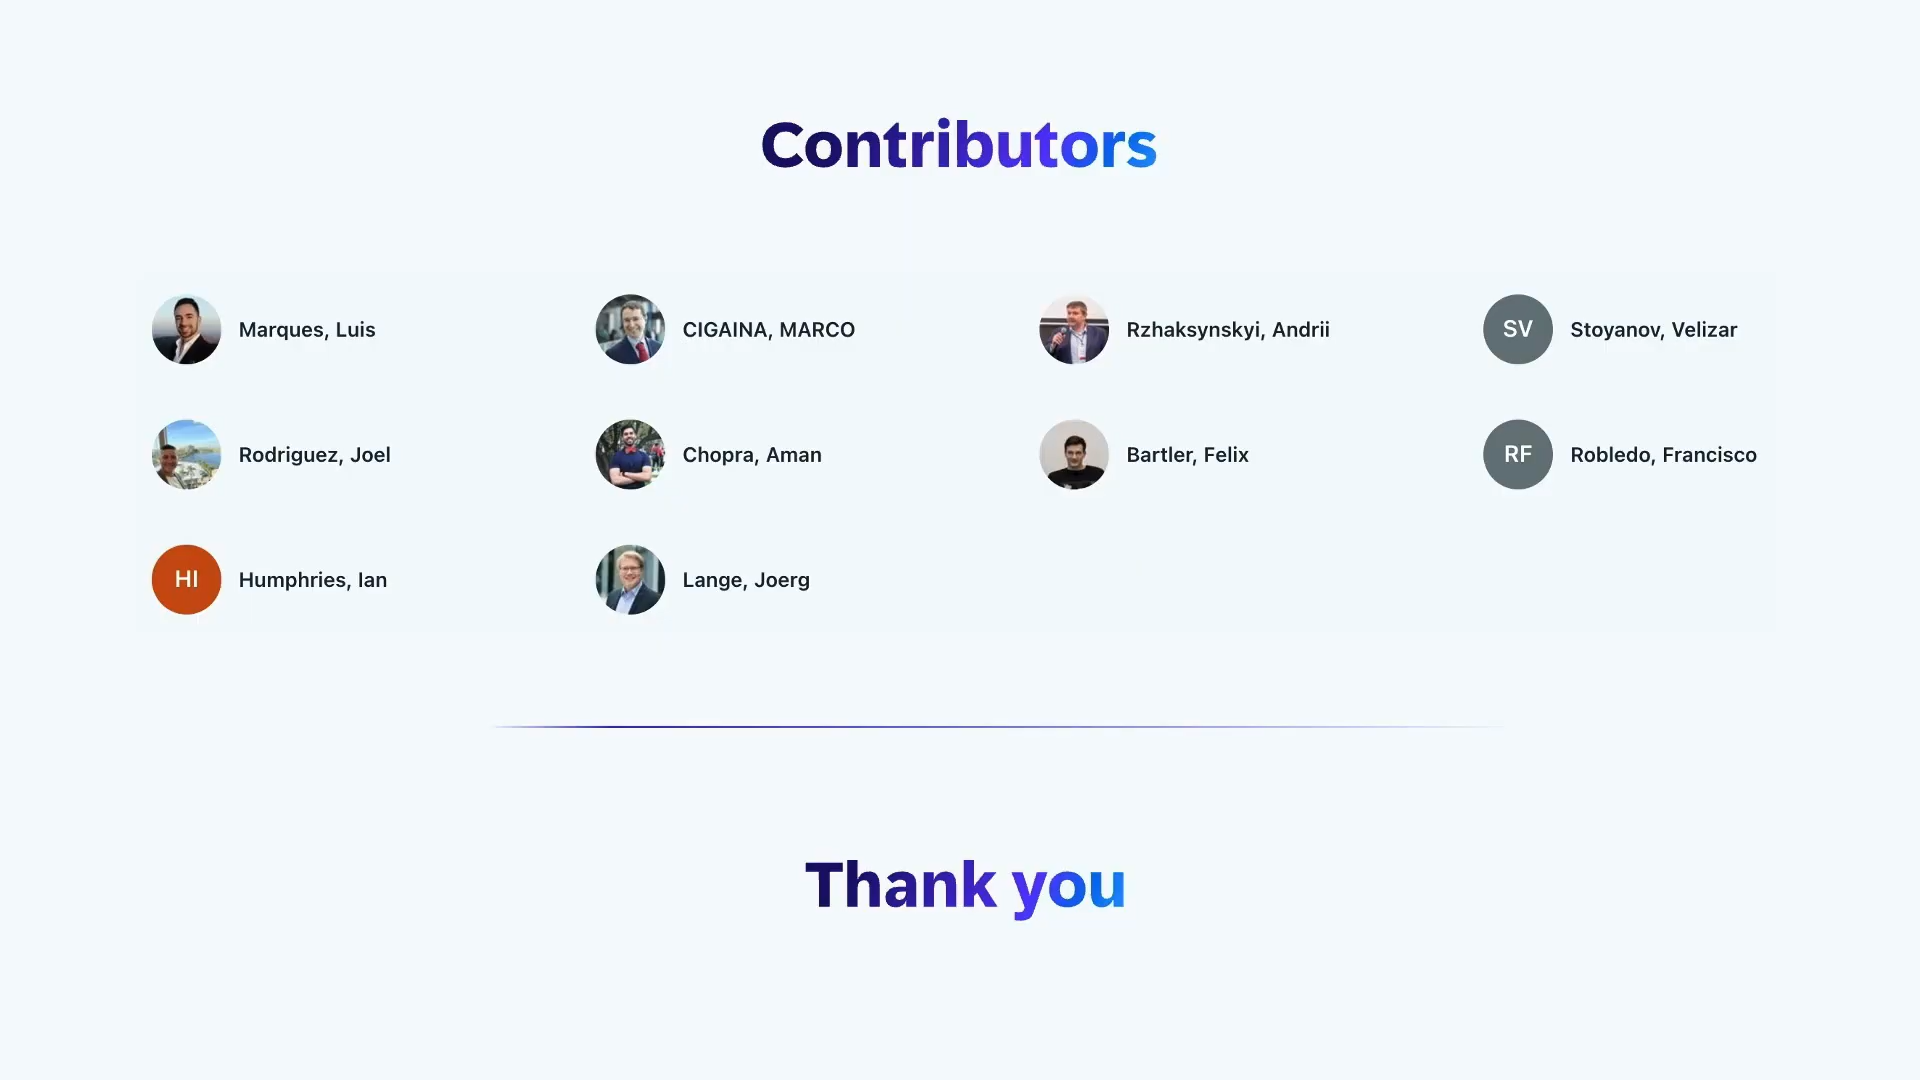 Contributors
Marques, Luis
CIGAINA, MARCO
Rzhaksynskyi, Andrii
SV
Stoyanov, Velizar
Rodriguez, Joel
Chopra, Aman
Bartler, Felix
RF
Robledo, Francisco
HI
Humphries, Ian
Lange, Joerg
Thank you